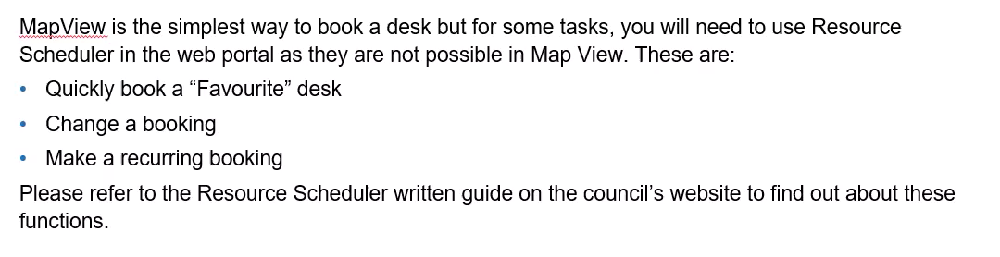 MapView is the simplest way to book a desk but for some tasks, you will need to use Resource
Scheduler in the web portal as they are not possible in Map View. These are:
• Quickly book a “Favourite” desk
• Change a booking
• Make a recurring booking
Please refer to the Resource Scheduler written guide on the council’s website to find out about these
functions.